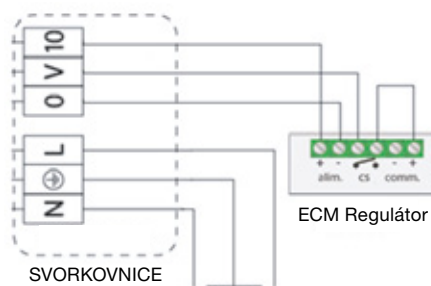 10
V
0
L
N
+ - + - +
alim. cs comm.
ECM Regulátor
SVORKOVNICE